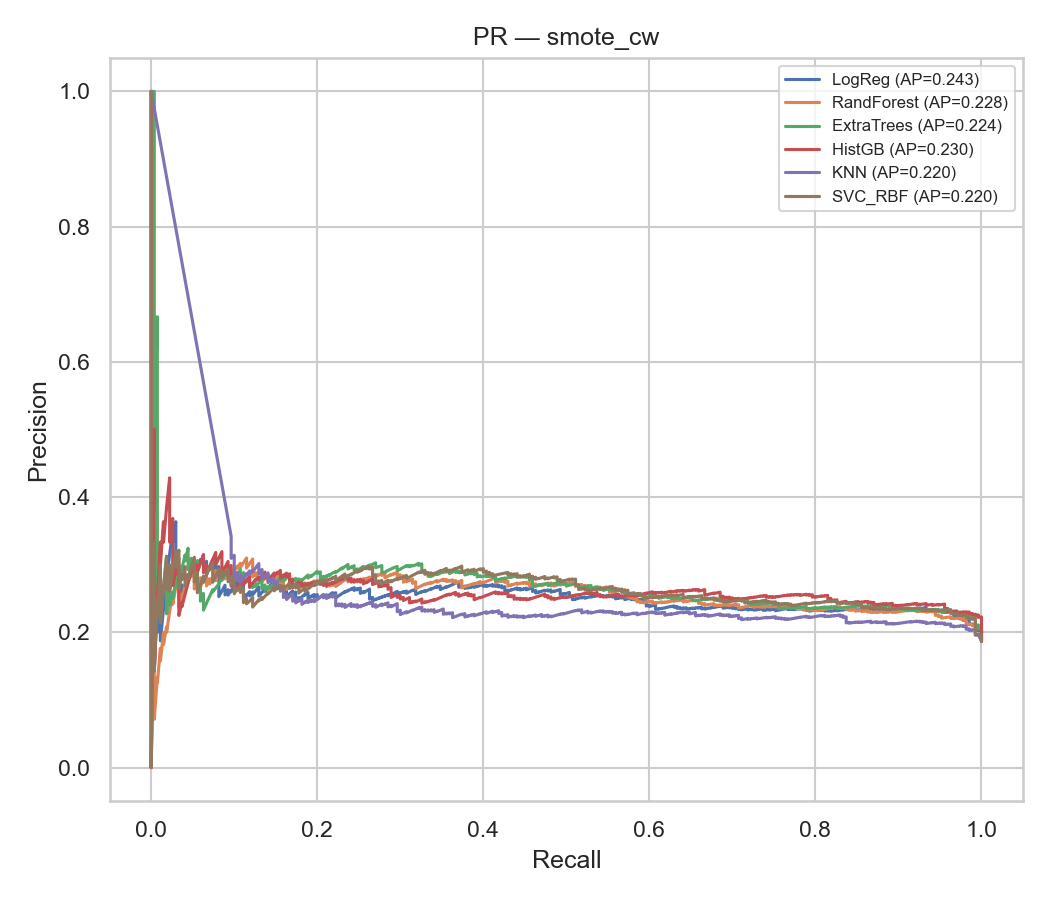 PR — smote_cw
LogReg (AP=0.243)
RandForest (AP=0.228)
ExtraTrees (AP=0.224)
HistGB (AP=0.230)
KNN (AP=0.220)
SVC_RBF (AP=0.220)
Precision
1.0
0.8
0.6
0.4
0.2
0.0
0.0 0.2 0.4 0.6 0.8 1.0
Recall